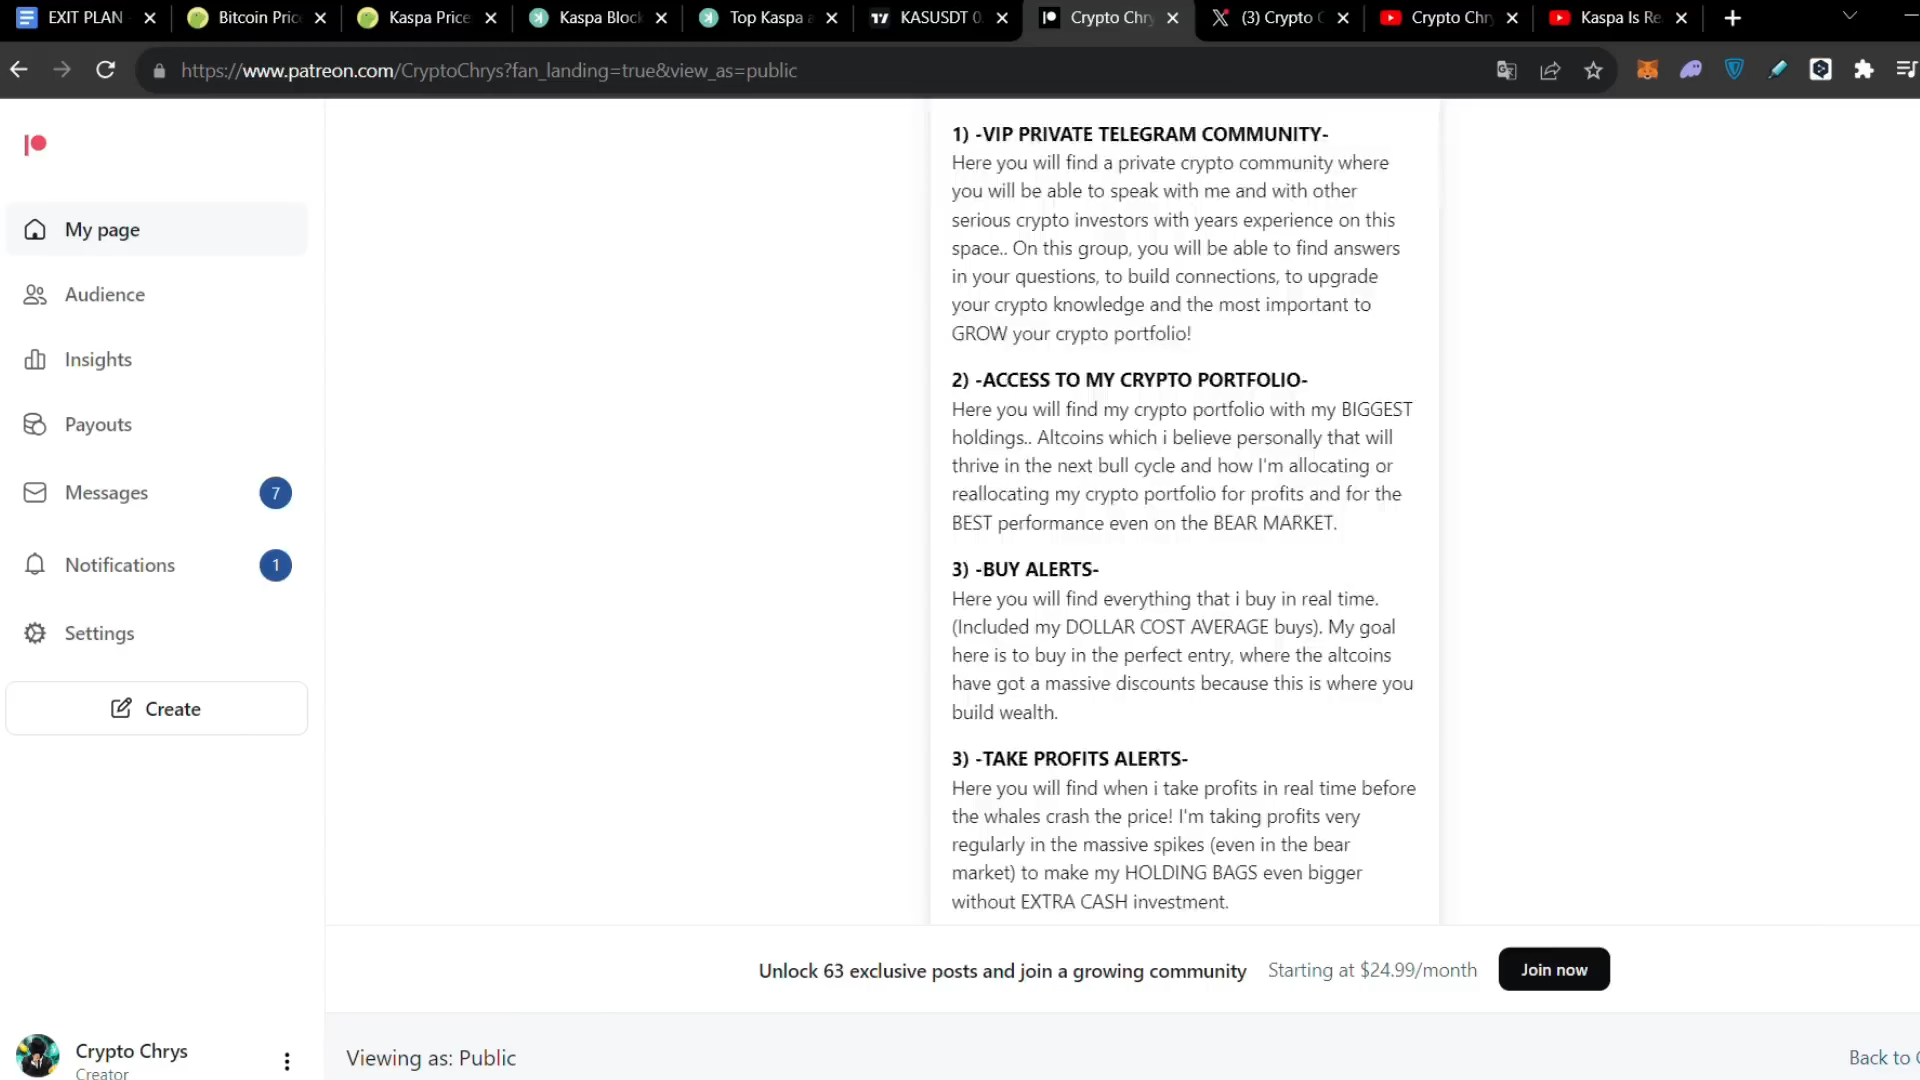 EXIT PLAN
Bitcoin Pric
Kaspa Price
Kaspa Bloc
Top Kaspa a
KASUSDT 0.
Crypto Chry
(3) Crypto C
Crypto Chry
Kaspa Is Re
https://www.patreon.com/CryptoChrys?fan_landing=true&view_as=public
My page
Audience
Insights
Payouts
Messages
7
Notifications
1
Settings
Create
1) -VIP PRIVATE TELEGRAM COMMUNITY-
Here you will find a private crypto community where
you will be able to speak with me and with other
serious crypto investors with years experience on this
space.. On this group, you will be able to find answers
in your questions, to build connections, to upgrade
your crypto knowledge and the most important to
GROW your crypto portfolio!
2) -ACCESS TO MY CRYPTO PORTFOLIO-
Here you will find my crypto portfolio with my BIGGEST
holdings.. Altcoins which i believe personally that will
thrive in the next bull cycle and how I'm allocating or
reallocating my crypto portfolio for profits and for the
BEST performance even on the BEAR MARKET.
3) -BUY ALERTS-
Here you will find everything that i buy in real time.
(Included my DOLLAR COST AVERAGE buys). My goal
here is to buy in the perfect entry, where the altcoins
have got a massive discounts because this is where you
build wealth.
3) -TAKE PROFITS ALERTS-
Here you will find when i take profits in real time before
the whales crash the price! I'm taking profits very
regularly in the massive spikes (even in the bear
market) to make my HOLDING BAGS even bigger
without EXTRA CASH investment.
Unlock 63 exclusive posts and join a growing community
Starting at $24.99/month
Join now
Crypto Chrys
Creator
Viewing as: Public
Back to